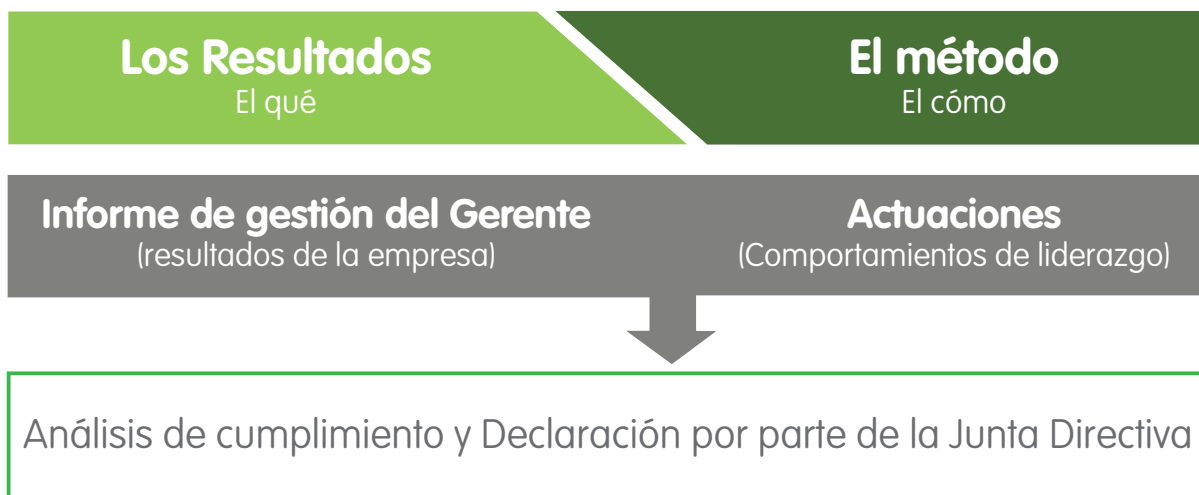 Los Resultados
El qué
El método
El cómo
Informe de gestión del Gerente
(resultados de la empresa)
Actuaciones
(Comportamientos de liderazgo)
Análisis de cumplimiento y Declaración por parte de la Junta Directiva